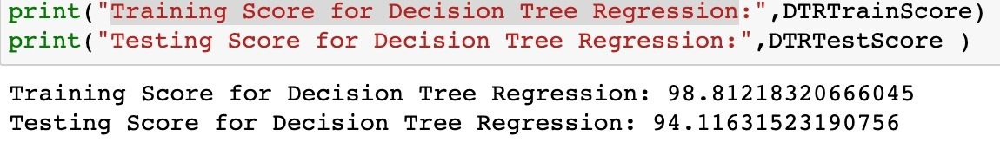 print("Training Score for Decision Tree Regression:",DTRTrainScore)
print("Testing Score for Decision Tree Regression:",DTRTestScore )
Training Score for Decision Tree Regression: 98.81218320666045
Testing Score for Decision Tree Regression: 94.11631523190756